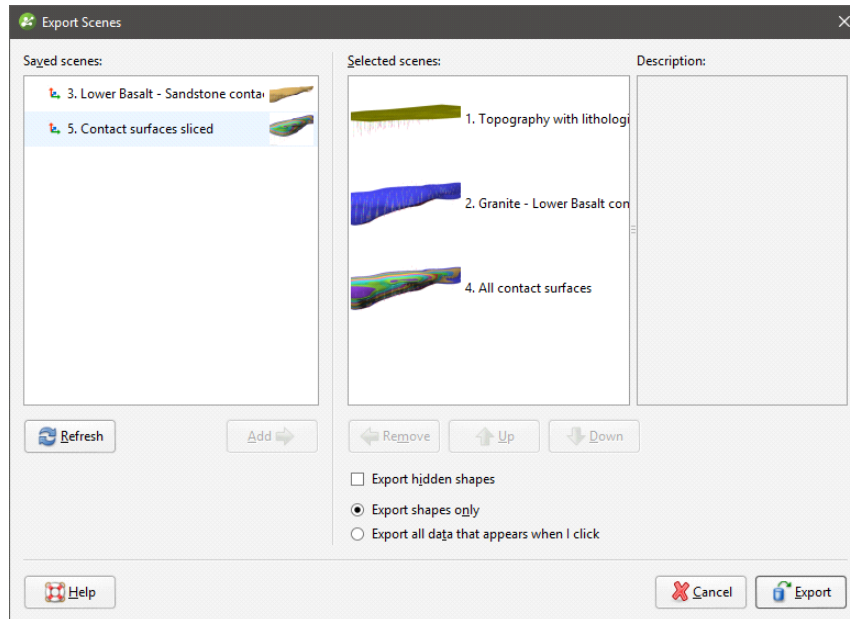 Export Scenes
Saved scenes:
3. Lower Basalt - Sandstone conta
5. Contact surfaces sliced
Refresh
Add
Selected scenes:
1. Topography with lithologi
2. Granite - Lower Basalt con
4. All contact surfaces
Remove
Up
Down
Export hidden shapes
Export shapes only
Export all data that appears when I click
Description:
Help
Cancel
Export